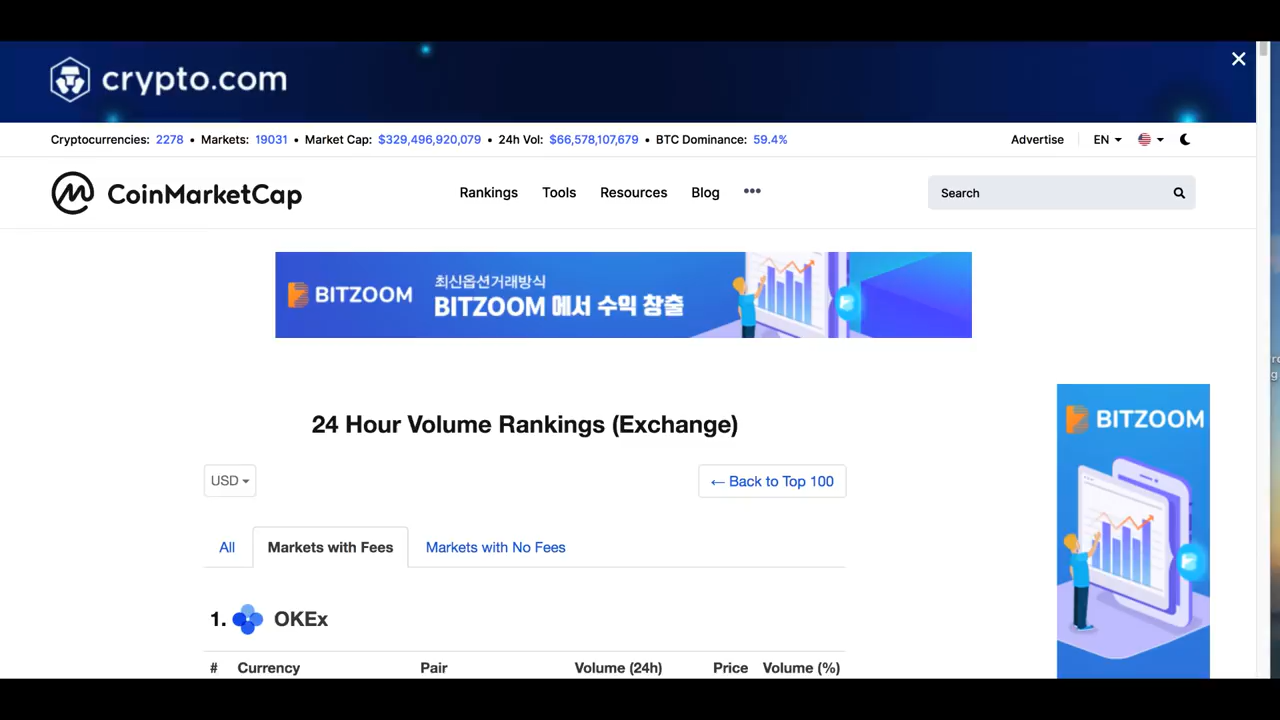 crypto.com
Cryptocurrencies: 2278 • Markets: 19031 • Market Cap: $329,496,920,079 • 24h Vol: $66,578,107,679 • BTC Dominance: 59.4%
Advertise
EN
CoinMarketCap
Rankings
Tools
Resources
Blog
Search
BITZOOM
최신옵션거래방식
BITZOOM 에서 수익 창출
24 Hour Volume Rankings (Exchange)
BITZOOM
USD
← Back to Top 100
All
Markets with Fees
Markets with No Fees
1. OKEx
# Currency Pair Volume (24h) Price Volume (%)